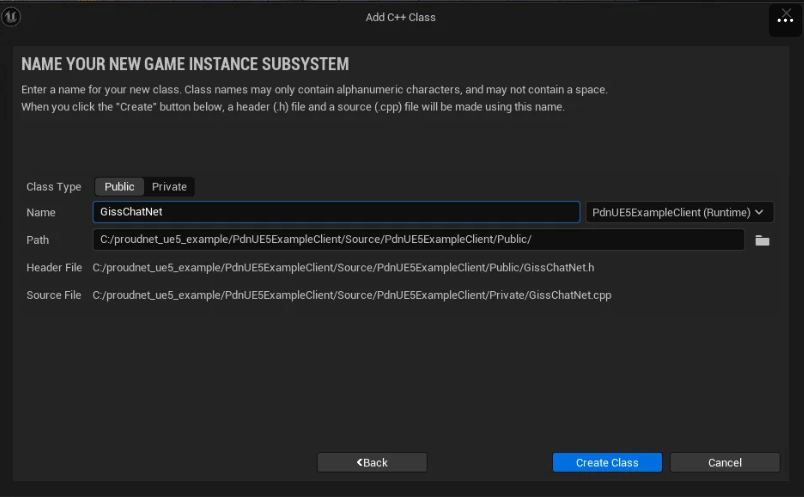 Add C++ Class
NAME YOUR NEW GAME INSTANCE SUBSYSTEM
Enter a name for your new class. Class names may only contain alphanumeric characters, and may not contain a space.
When you click the "Create" button below, a header (.h) file and a source (.cpp) file will be made using this name.
Class Type Public Private
Name GissChatNet PdnUE5ExampleClient (Runtime)
Path C:/proudnet_ue5_example/PdnUE5ExampleClient/Source/PdnUE5ExampleClient/Public/
Header File C:/proudnet_ue5_example/PdnUE5ExampleClient/Source/PdnUE5ExampleClient/Public/GissChatNet.h
Source File C:/proudnet_ue5_example/PdnUE5ExampleClient/Source/PdnUE5ExampleClient/Private/GissChatNet.cpp
Back Create Class Cancel